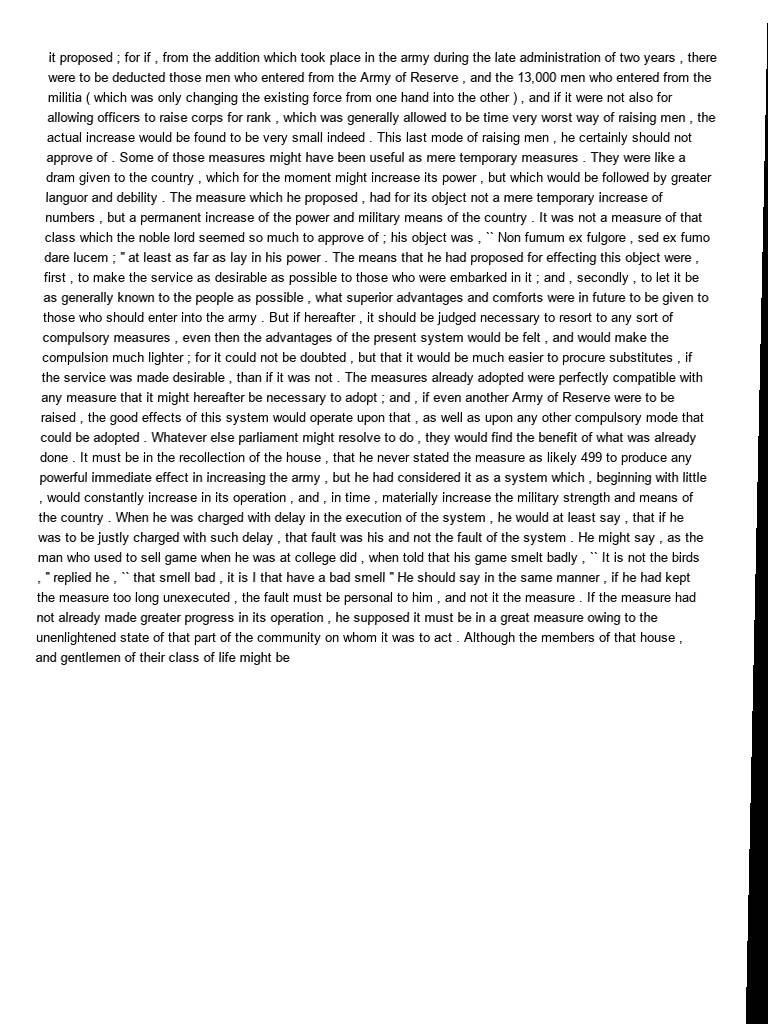 it proposed ; for if , from the addition which took place in the army during the late administration of two years , there
were to be deducted those men who entered from the Army of Reserve , and the 13,000 men who entered from the
militia ( which was only changing the existing force from one hand into the other ) , and if it were not also for
allowing officers to raise corps for rank , which was generally allowed to be time very worst way of raising men , the
actual increase would be found to be very small indeed . This last mode of raising men , he certainly should not
approve of . Some of those measures might have been useful as mere temporary measures . They were like a
dram given to the country , which for the moment might increase its power , but which would be followed by greater
languor and debility . The measure which he proposed , had for its object not a mere temporary increase of
numbers , but a permanent increase of the power and military means of the country . It was not a measure of that
class which the noble lord seemed so much to approve of ; his object was , `` Non fumum ex fulgore , sed ex fumo
dare lucem ; " at least as far as lay in his power . The means that he had proposed for effecting this object were ,
first , to make the service as desirable as possible to those who were embarked in it ; and , secondly , to let it be
as generally known to the people as possible , what superior advantages and comforts were in future to be given to
those who should enter into the army . But if hereafter , it should be judged necessary to resort to any sort of
compulsory measures , even then the advantages of the present system would be felt , and would make the
compulsion much lighter ; for it could not be doubted , but that it would be much easier to procure substitutes , if
the service was made desirable , than if it was not . The measures already adopted were perfectly compatible with
any measure that it might hereafter be necessary to adopt ; and , if even another Army of Reserve were to be
raised , the good effects of this system would operate upon that , as well as upon any other compulsory mode that
could be adopted . Whatever else parliament might resolve to do , they would find the benefit of what was already
done . It must be in the recollection of the house , that he never stated the measure as likely 499 to produce any
powerful immediate effect in increasing the army , but he had considered it as a system which , beginning with little
, would constantly increase in its operation , and , in time , materially increase the military strength and means of
the country . When he was charged with delay in the execution of the system , he would at least say , that if he
was to be justly charged with such delay , that fault was his and not the fault of the system . He might say , as the
man who used to sell game when he was at college did , when told that his game smelt badly , `` It is not the birds
, " replied he , `` that smell bad , it is I that have a bad smell " He should say in the same manner , if he had kept
the measure too long unexecuted , the fault must be personal to him , and not it the measure . If the measure had
not already made greater progress in its operation , he supposed it must be in a great measure owing to the
unenlightened state of that part of the community on whom it was to act . Although the members of that house ,
and gentlemen of their class of life might be